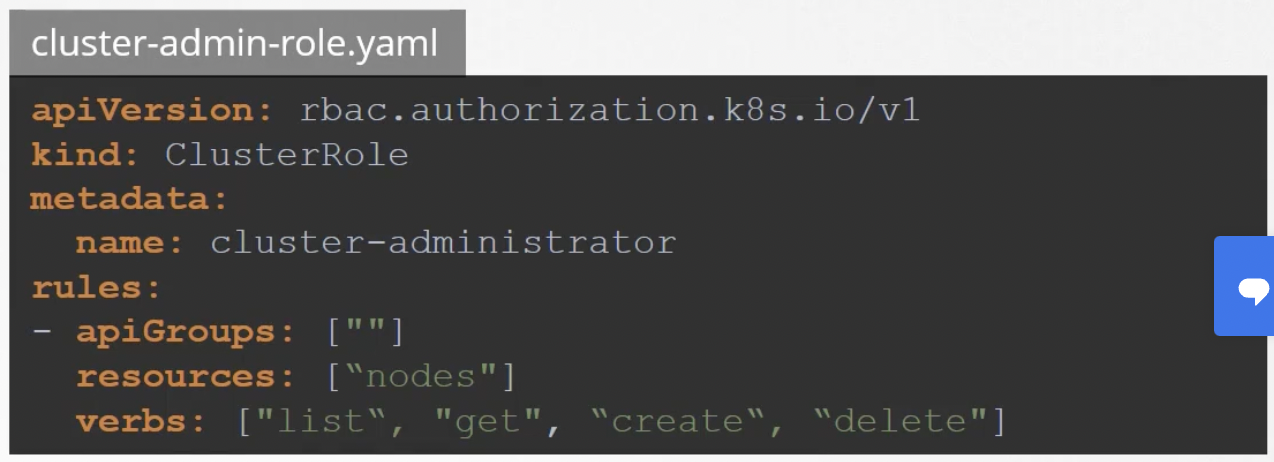 cluster-admin-role.yaml
apiVersion: rbac.authorization.k8s.io/v1
kind: ClusterRole
metadata:
  name: cluster-administrator
rules:
- apiGroups: [""]
  resources: [“nodes"]
  verbs: ["list“, "get", “create“, “delete"]